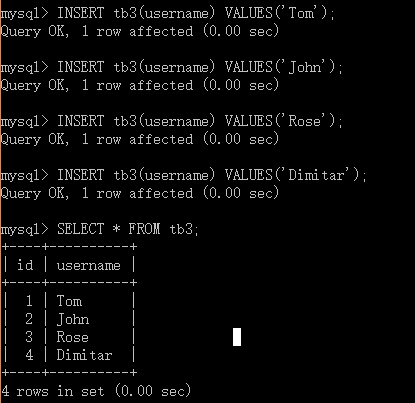 mysql> INSERT tb3(username) VALUES('Tom');
Query OK, 1 row affected (0.00 sec)
mysql> INSERT tb3(username) VALUES('John');
Query OK, 1 row affected (0.00 sec)
mysql> INSERT tb3(username) VALUES('Rose');
Query OK, 1 row affected (0.00 sec)
mysql> INSERT tb3(username) VALUES('Dimitar');
Query OK, 1 row affected (0.00 sec)
mysql> SELECT * FROM tb3;
+----+----------+
| id | username |
+----+----------+
|  1 | Tom      |
|  2 | John     |
|  3 | Rose     |
|  4 | Dimitar  |
+----+----------+
4 rows in set (0.00 sec)